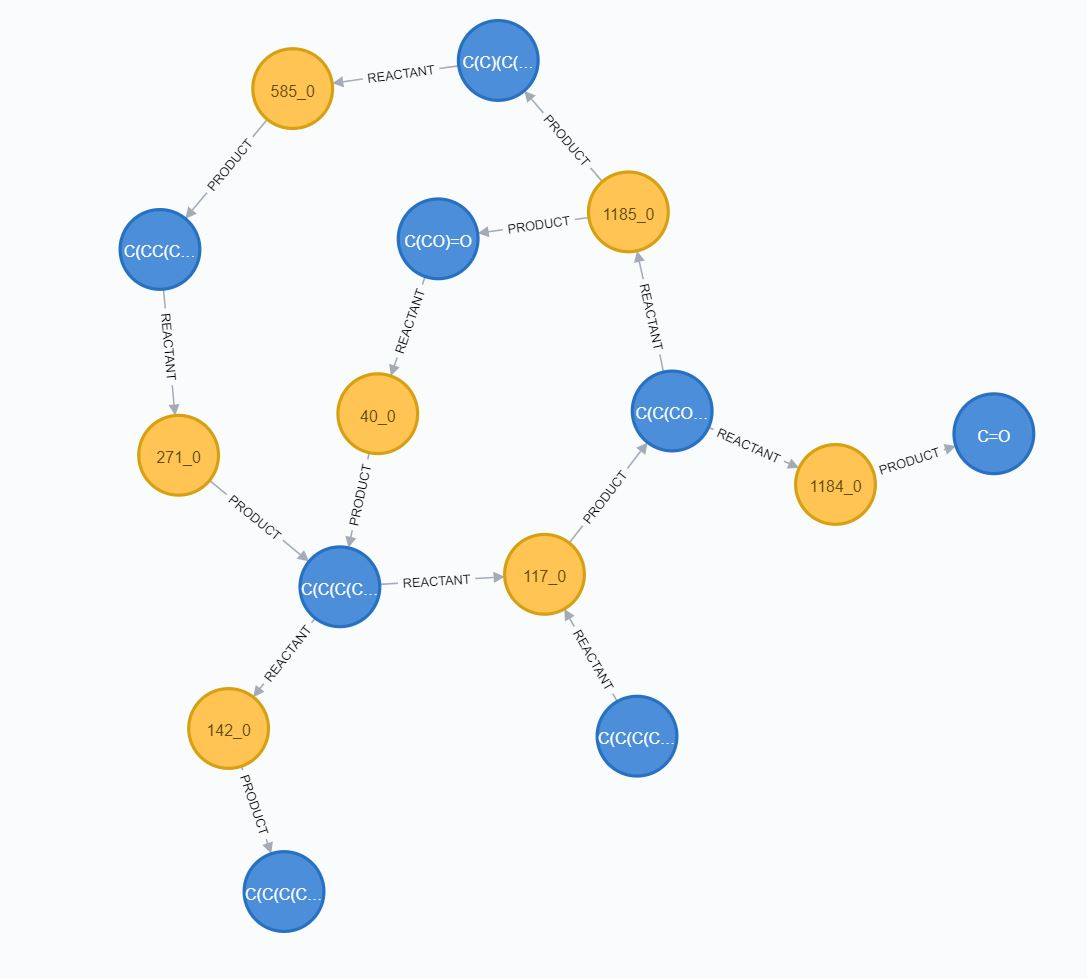 C(C)(C(...
REACTANT
585_0
PRODUCT
PRODUCT
1185_0
C(CO)=O
PRODUCT
C(CC(C...
REACTANT
REACTANT
REACTANT
40_0
C(C(CO...
C=O
271_0
REACTANT
PRODUCT
1184_0
PRODUCT
PRODUCT
PRODUCT
C(C(C(C...
REACTANT
117_0
REACTANT
REACTANT
142_0
C(C(C(C...
PRODUCT
C(C(C(C...